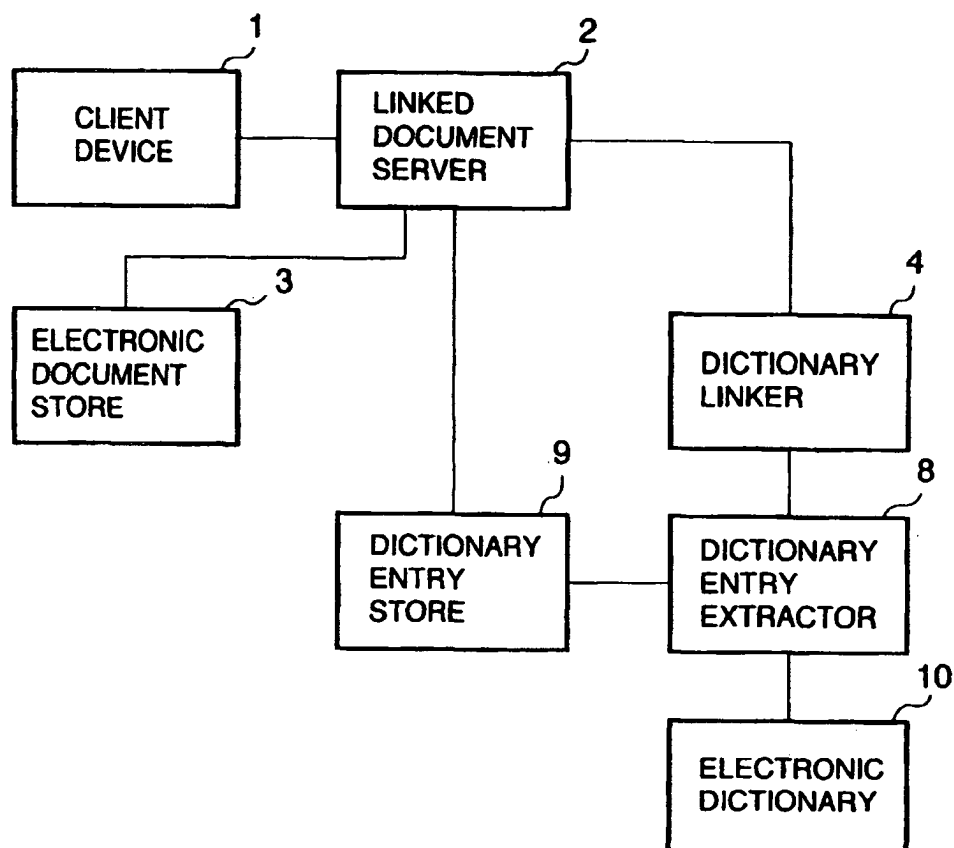 1
CLIENT
DEVICE
2
LINKED
DOCUMENT
SERVER
3
ELECTRONIC
DOCUMENT
STORE
4
DICTIONARY
LINKER
9
DICTIONARY
ENTRY
STORE
8
DICTIONARY
ENTRY
EXTRACTOR
10
ELECTRONIC
DICTIONARY